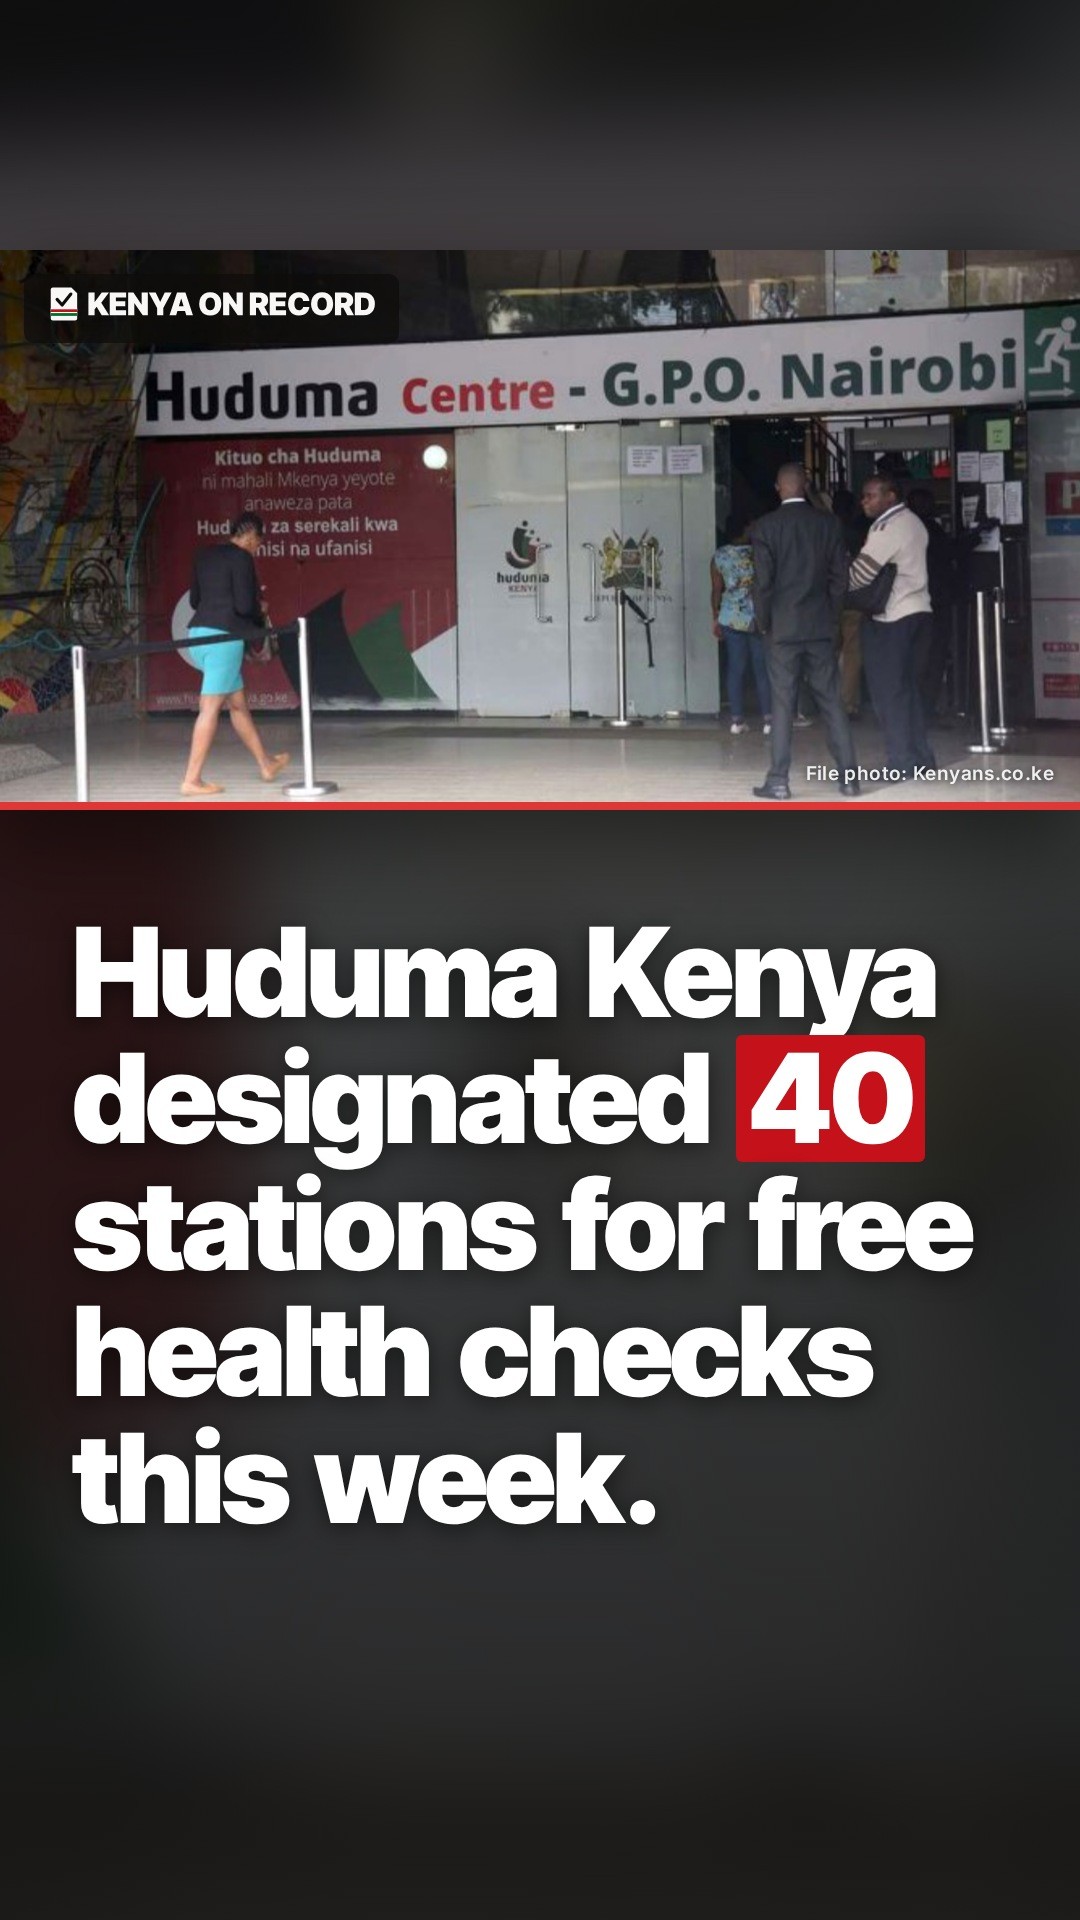 KENYA ON RECORD
Huduma Centre - G.P.O. Nairobi
Kituo cha Huduma
ni mahali Mkenya yeyote
anaweza pata
za serekali kwa
na ufanisi
huduma
KENYA
File photo: Kenyans.co.ke
Huduma Kenya
designated 40
stations for free
health checks
this week.